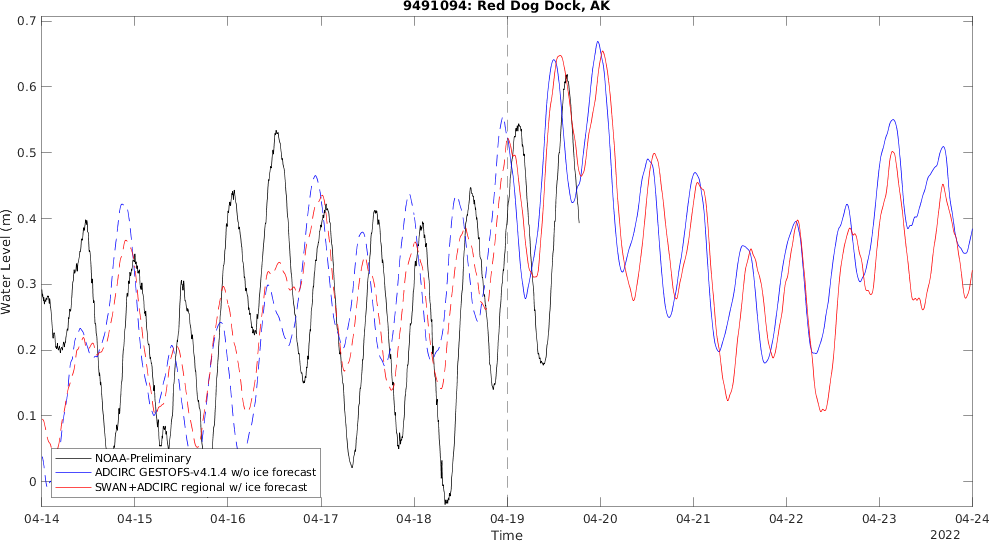 9491094: Red Dog Dock, AK
0.7
0.6
0.5
0.4
0.3
0.2
0.1
0
Water Level (m)
NOAA-Preliminary
ADCIRC GESTOFS-v4.1.4 w/o ice forecast
SWAN+ADCIRC regional w/ ice forecast
04-14 04-15 04-16 04-17 04-18 04-19 04-20 04-21 04-22 04-23 04-24
Time
2022